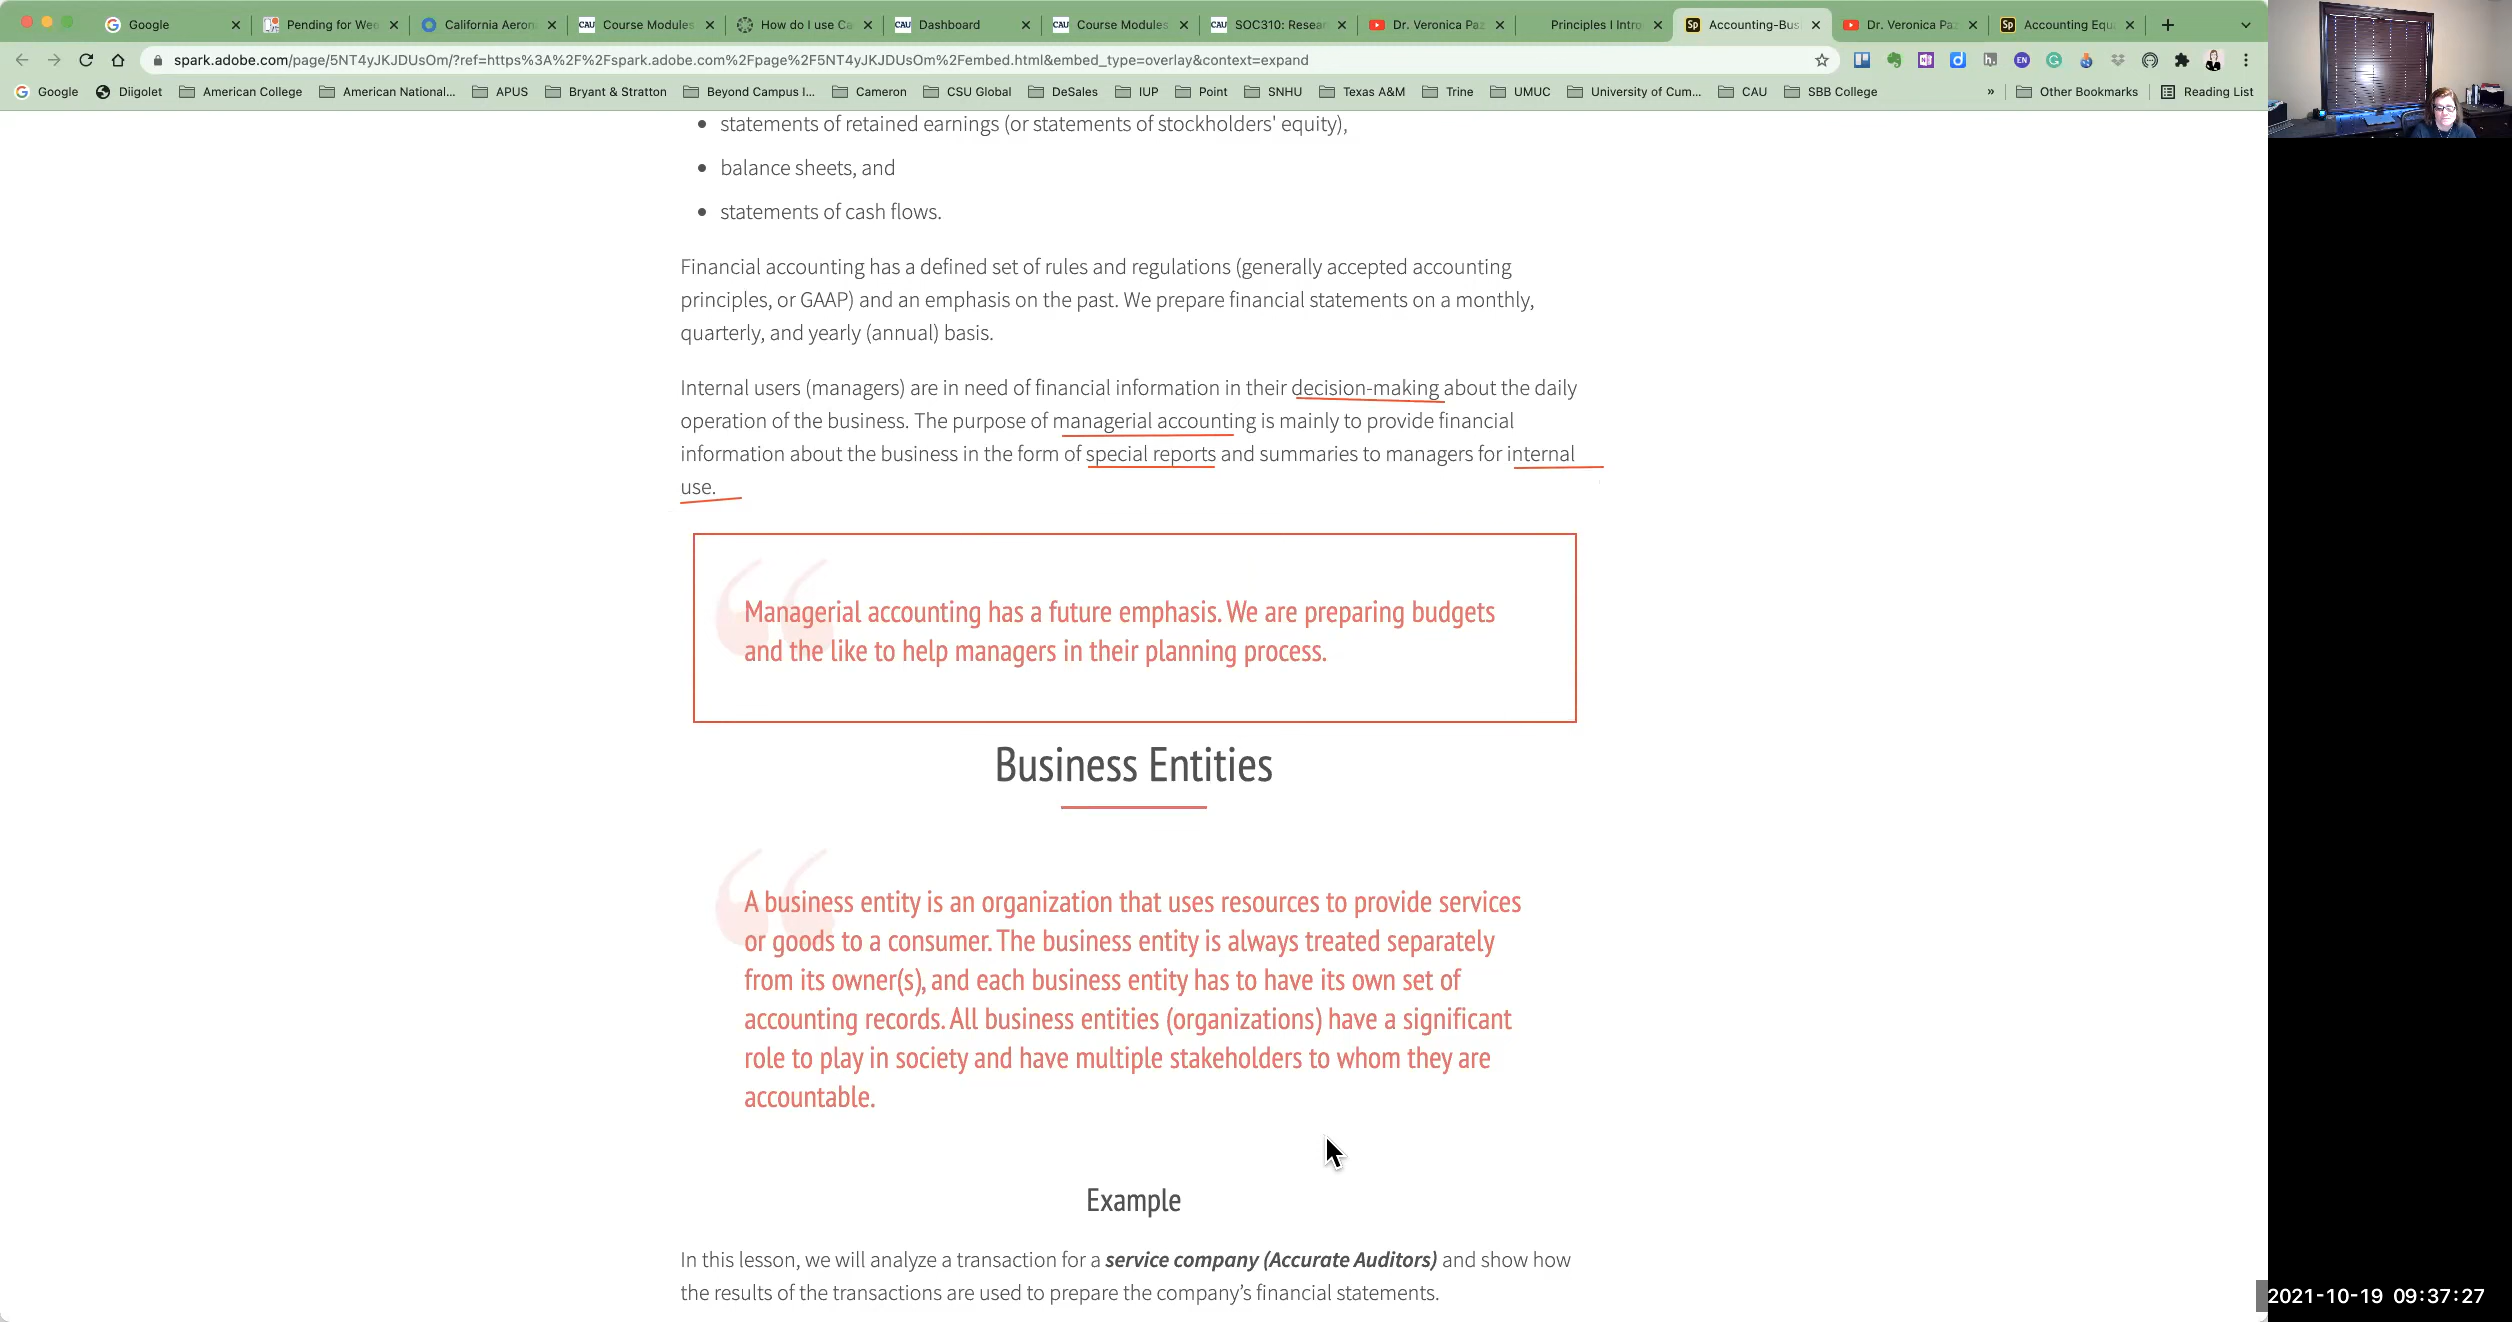 Google
Pending for Wee
California Aeron
Course Modules
How do I use Ca
Dashboard
Course Modules
SOC310: Resear
Dr. Veronica Paz
Principles I Intro
Accounting-Bus
Dr. Veronica Paz
Accounting Equ
spark.adobe.com/page/5NT4yJKJDUsOm/?ref=https%3A%2F%2Fspark.adobe.com%2Fpage%2F5NT4yJKJDUsOm%2Fembed.html&embed_type=overlay&context=expand
Google Diigolet American College American National... APUS Bryant & Stratton Beyond Campus I... Cameron CSU Global DeSales IUP Point SNHU Texas A&M Trine UMUC University of Cum... CAU SBB College » Other Bookmarks Reading List
• statements of retained earnings (or statements of stockholders' equity),
• balance sheets, and
• statements of cash flows.
Financial accounting has a defined set of rules and regulations (generally accepted accounting
principles, or GAAP) and an emphasis on the past. We prepare financial statements on a monthly,
quarterly, and yearly (annual) basis.
Internal users (managers) are in need of financial information in their decision-making about the daily
operation of the business. The purpose of managerial accounting is mainly to provide financial
information about the business in the form of special reports and summaries to managers for internal
use.
Managerial accounting has a future emphasis. We are preparing budgets
and the like to help managers in their planning process.
Business Entities
A business entity is an organization that uses resources to provide services
or goods to a consumer. The business entity is always treated separately
from its owner(s), and each business entity has to have its own set of
accounting records. All business entities (organizations) have a significant
role to play in society and have multiple stakeholders to whom they are
accountable.
Example
In this lesson, we will analyze a transaction for a service company (Accurate Auditors) and show how
the results of the transactions are used to prepare the company’s financial statements.
2021-10-19 09:37:27